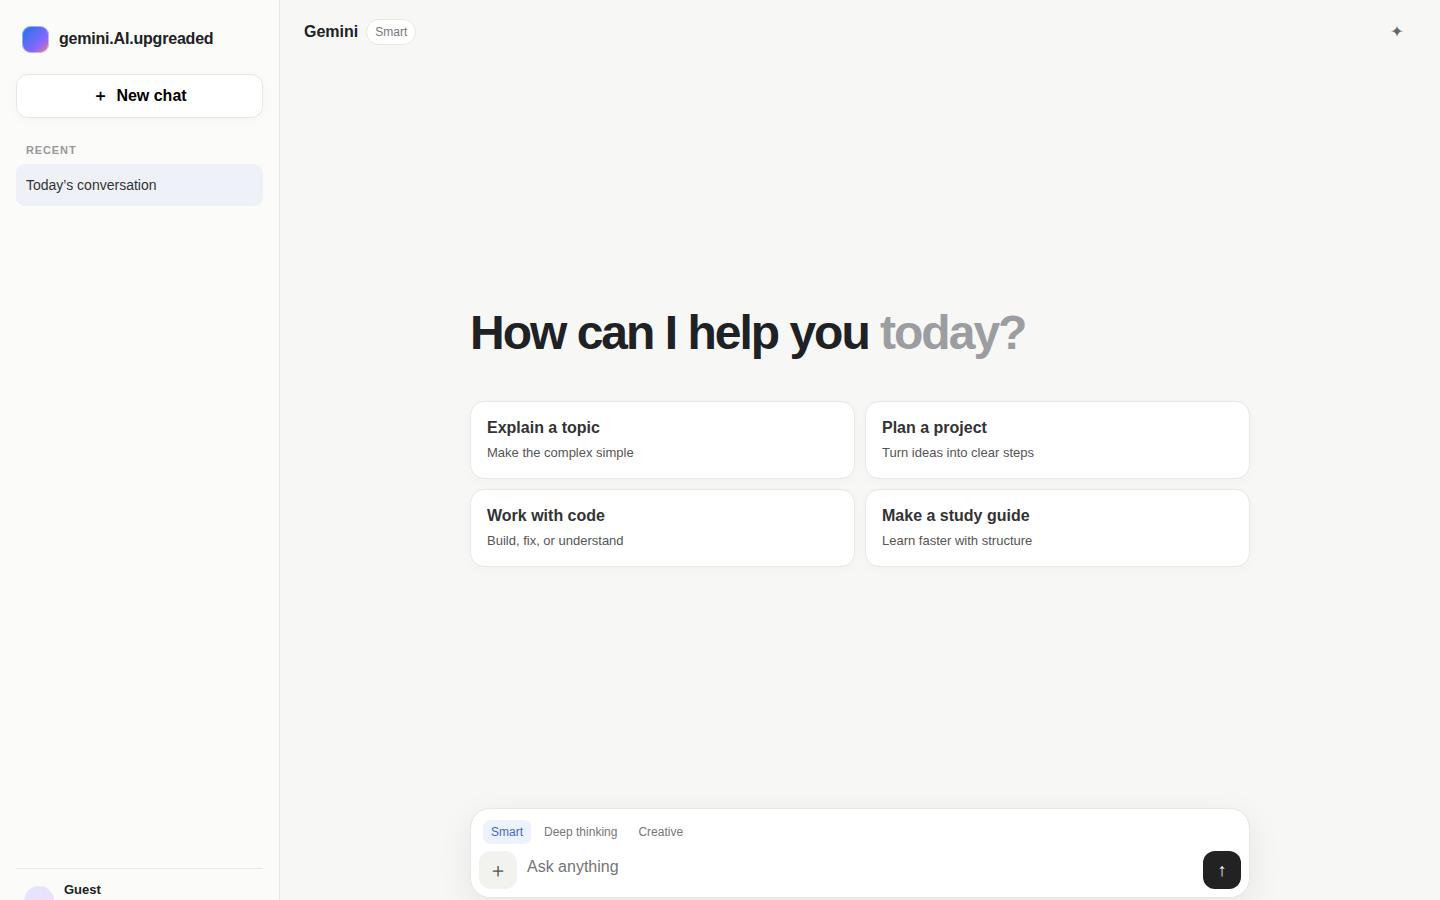 gemini.AI.upgreaded
+ New chat
RECENT
Today’s conversation
Guest
Gemini
Smart
How can I help you today?
Explain a topic
Make the complex simple
Plan a project
Turn ideas into clear steps
Work with code
Build, fix, or understand
Make a study guide
Learn faster with structure
Smart
Deep thinking
Creative
+
Ask anything
↑